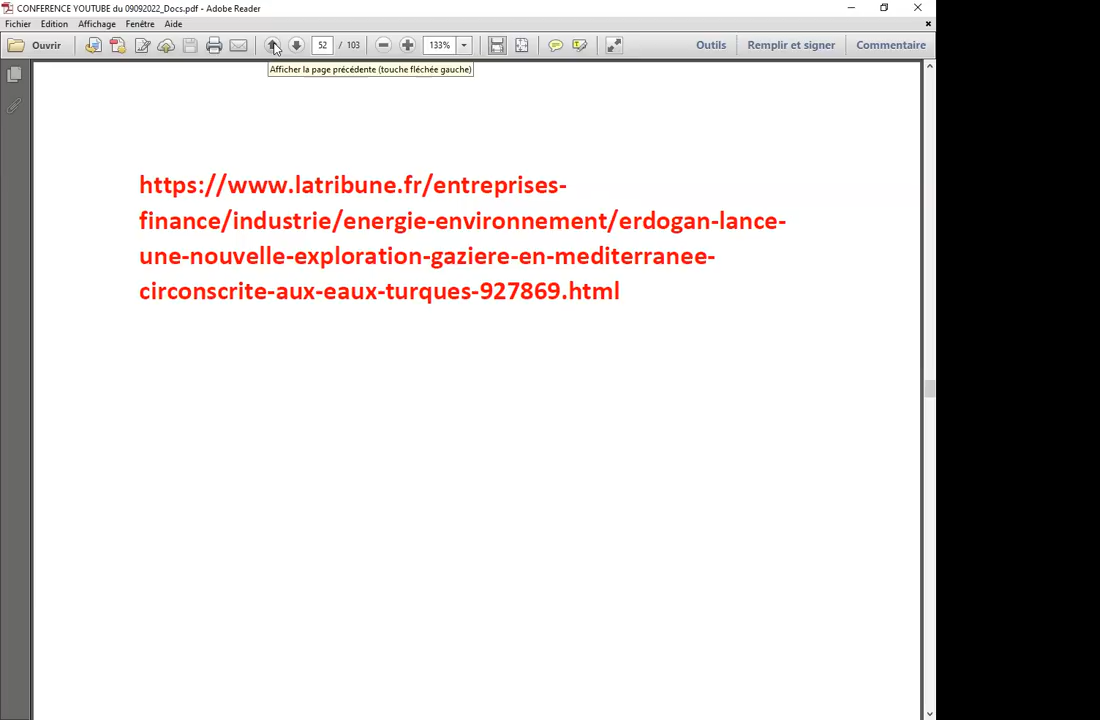 CONFERENCE YOUTUBE du 09092022_Docs.pdf - Adobe Reader
Fichier Edition Affichage Fenêtre Aide
Ouvrir 52 / 103 133% Outils Remplir et signer Commentaire
Afficher la page précédente (touche fléchée gauche)
https://www.latribune.fr/entreprises-
finance/industrie/energie-environnement/erdogan-lance-
une-nouvelle-exploration-gaziere-en-mediterranee-
circonscrite-aux-eaux-turques-927869.html